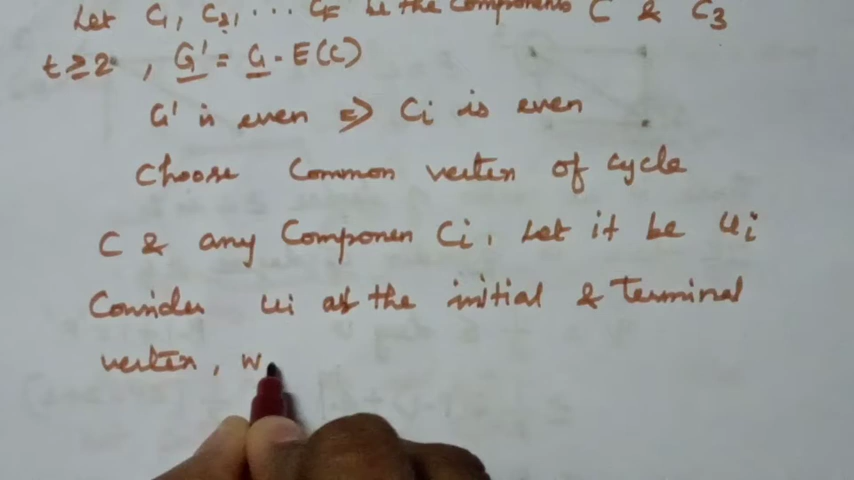 Let C1, C2, ... Ct be the components C & C3
t ≥ 2, G' = G - E(C)
G' is even => Ci is even
Choose Common vertex of cycle
C & any Componen Ci, Let it be ui
Consider ui as the initial & Terminal
vertex, w